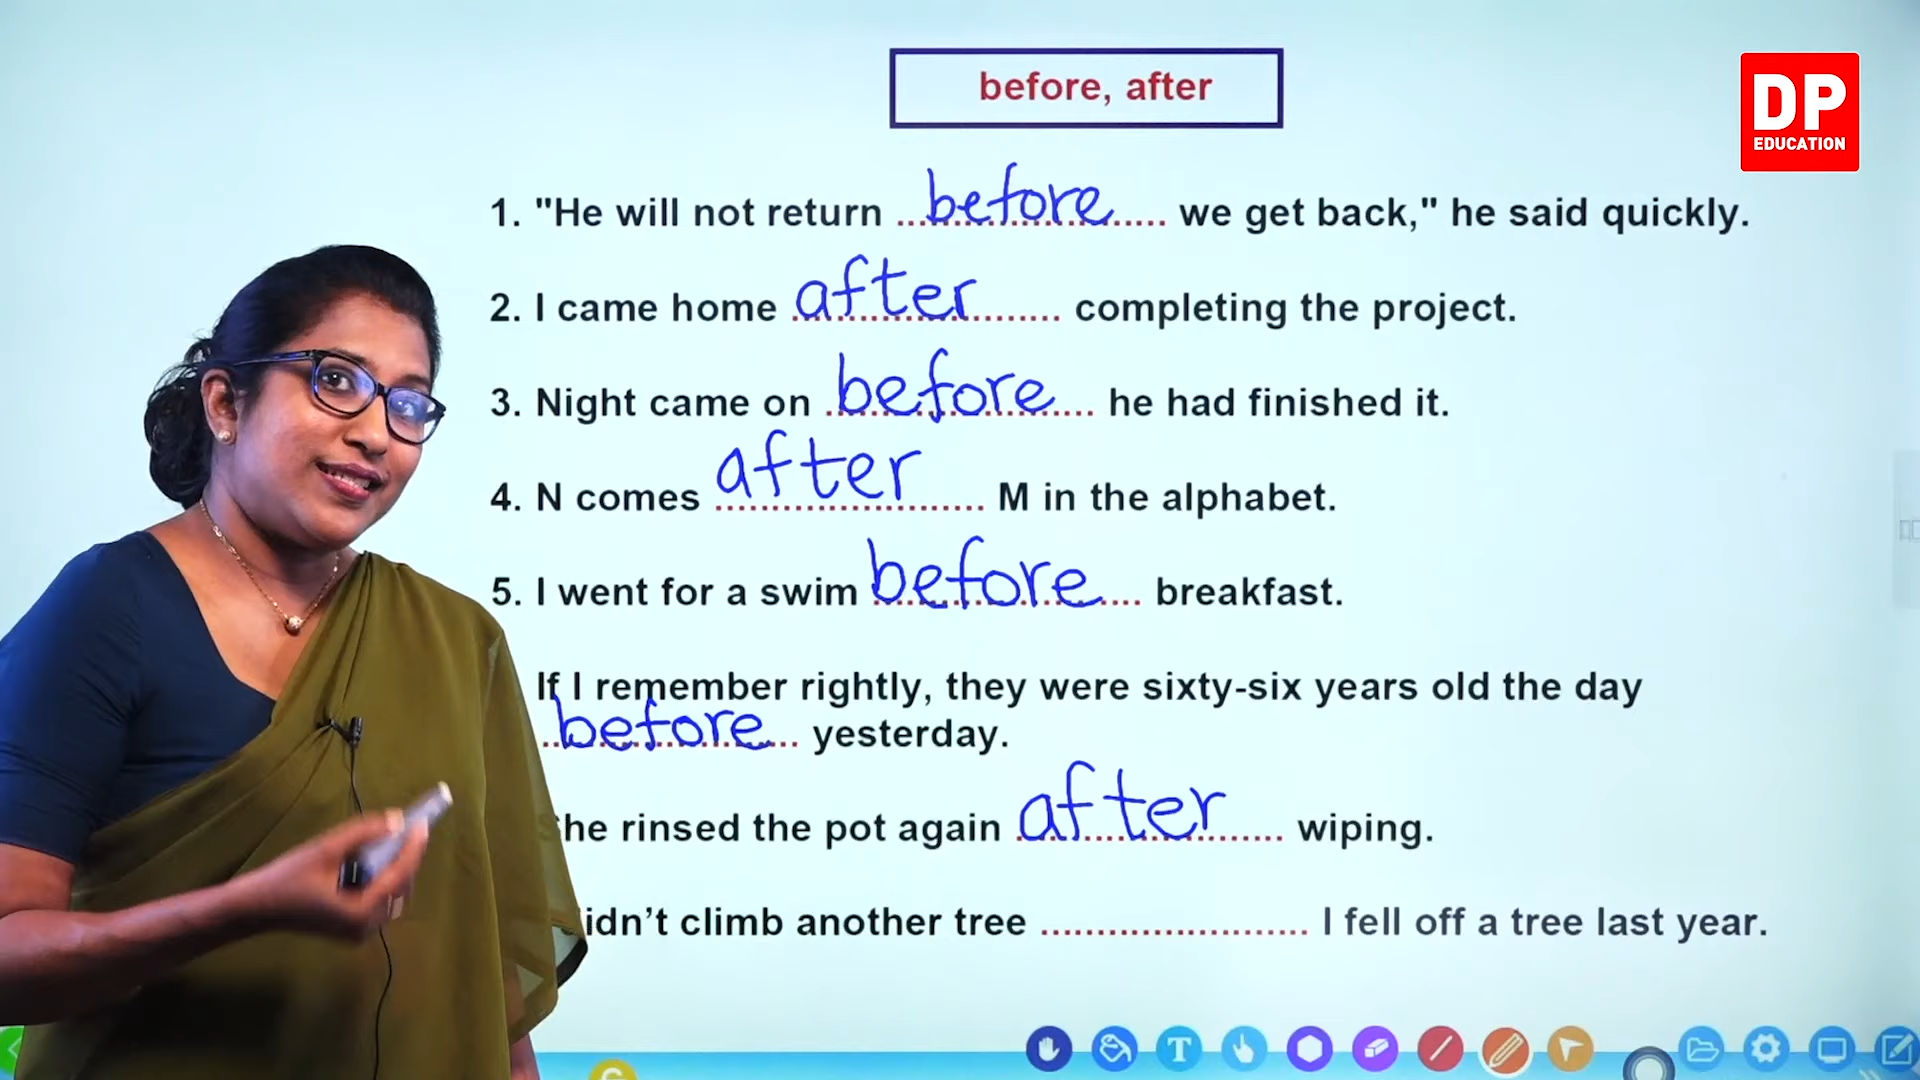 before, after
DP
EDUCATION
1. "He will not return ...before... we get back," he said quickly.
2. I came home ...after... completing the project.
3. Night came on ...before... he had finished it.
4. N comes ...after... M in the alphabet.
5. I went for a swim ...before... breakfast.
If I remember rightly, they were sixty-six years old the day
...before... yesterday.
he rinsed the pot again ...after... wiping.
idn’t climb another tree ........................ I fell off a tree last year.
T